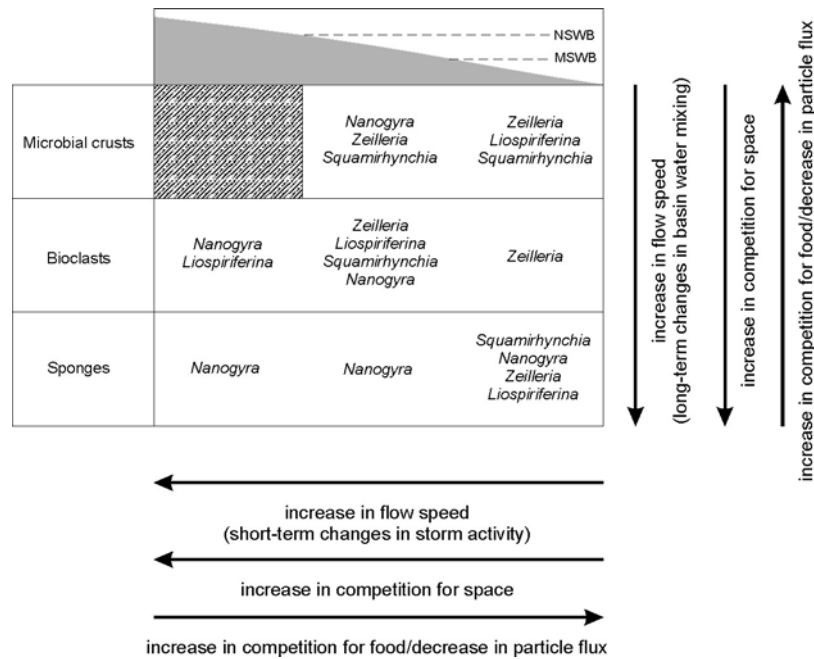 NSWB
MSWB
Microbial crusts
Nanogyra
Zeilleria
Squamirhynchia
Zeilleria
Liospiriferina
Squamirhynchia
Bioclasts
Nanogyra
Liospiriferina
Zeilleria
Liospiriferina
Squamirhynchia
Nanogyra
Zeilleria
Sponges
Nanogyra
Nanogyra
Squamirhynchia
Nanogyra
Zeilleria
Liospiriferina
increase in flow speed
(long-term changes in basin water mixing)
increase in competition for space
increase in competition for food/decrease in particle flux
increase in flow speed
(short-term changes in storm activity)
increase in competition for space
increase in competition for food/decrease in particle flux